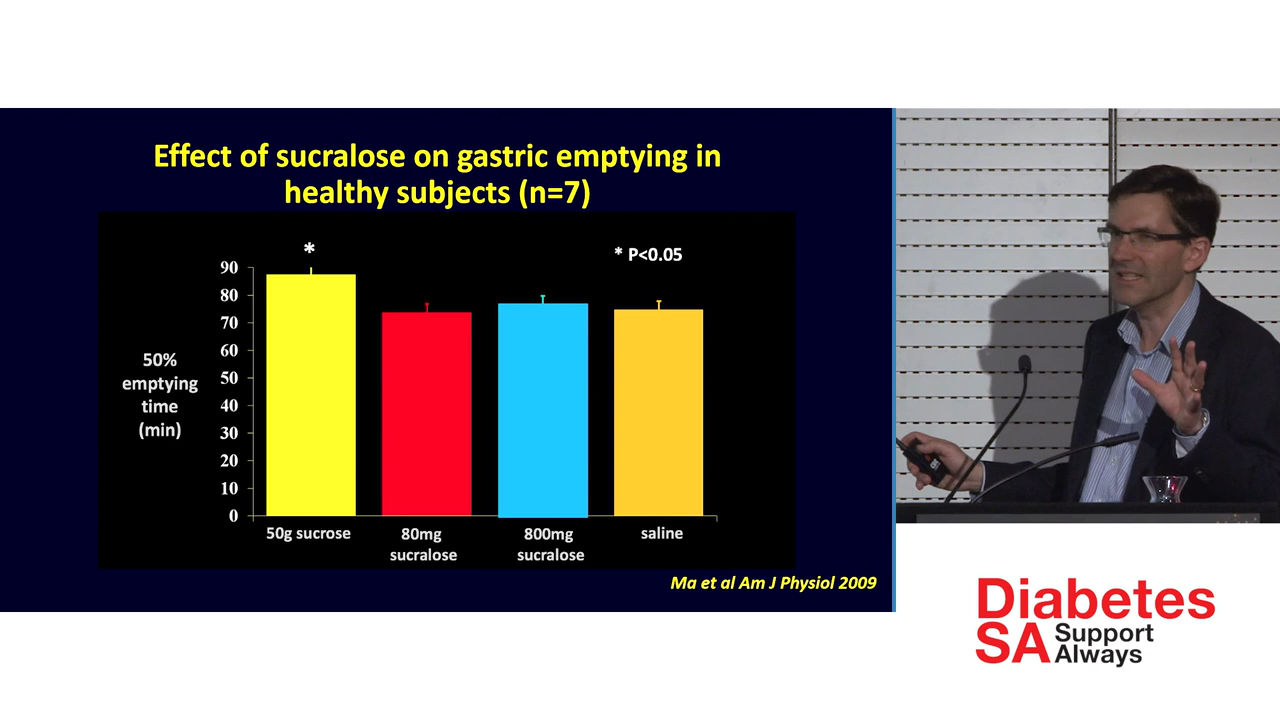 Effect of sucralose on gastric emptying in
healthy subjects (n=7)
*
* P<0.05
90
80
70
60
50
40
30
20
10
0
50%
emptying
time
(min)
50g sucrose
80mg
sucralose
800mg
sucralose
saline
Ma et al Am J Physiol 2009
Diabetes
SA Support
Always